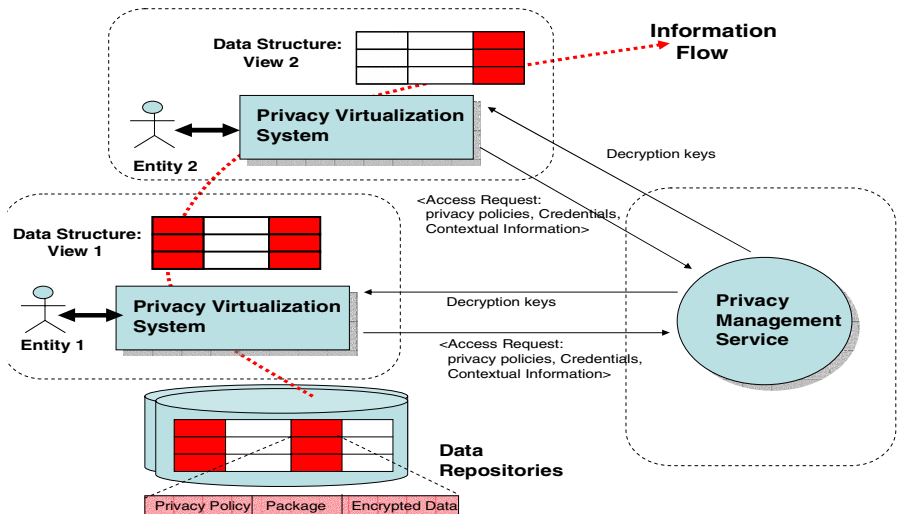 Data Structure:
View 2
Information
Flow
Privacy Virtualization
System
Entity 2
Decryption keys
<Access Request:
privacy policies, Credentials,
Contextual Information>
Data Structure:
View 1
Privacy Virtualization
System
Entity 1
Decryption keys
<Access Request:
privacy policies, Credentials,
Contextual Information>
Privacy
Management
Service
Data
Repositories
Privacy Policy
Package
Encrypted Data